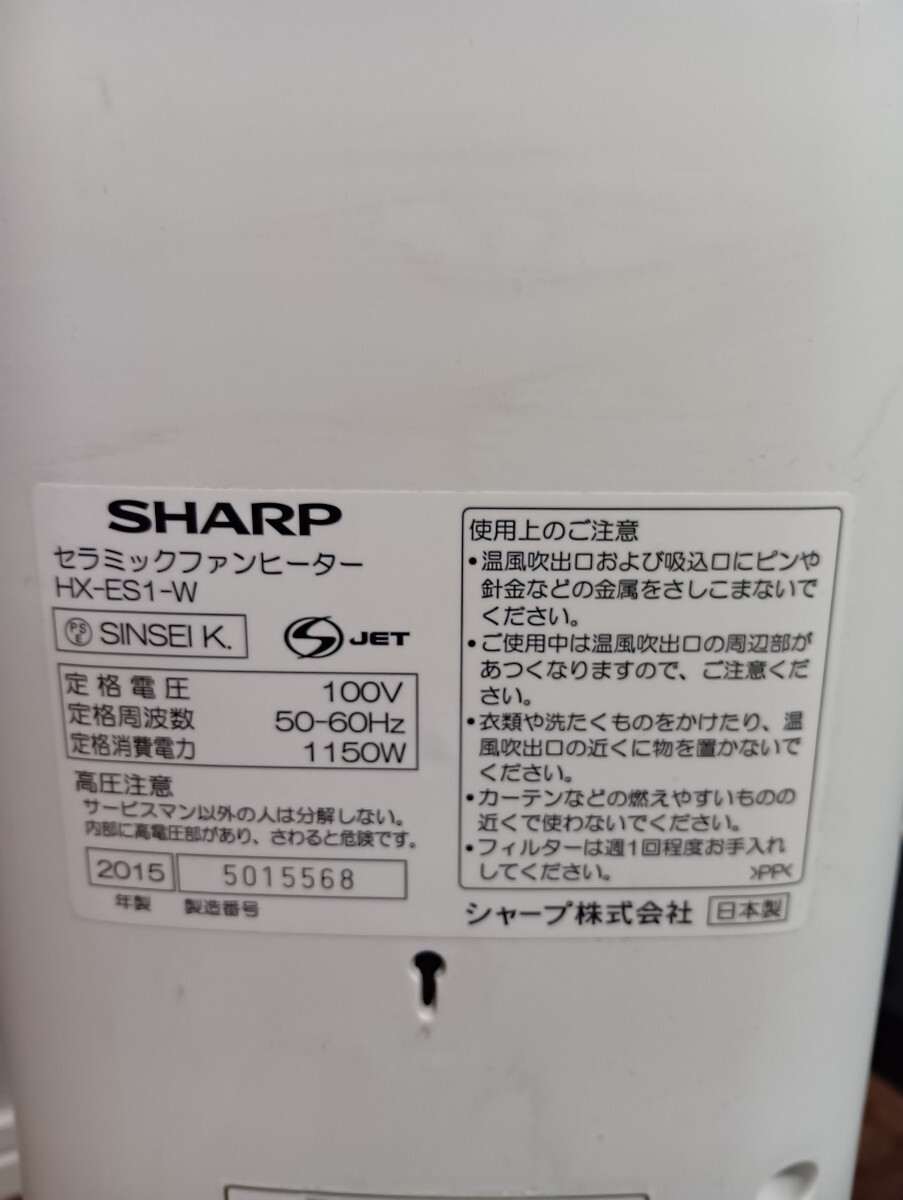 SHARP
セラミックファンヒーター
HX-ES1-W
PSE SINSEI K.
S JET
定格電圧 100V
定格周波数 50-60Hz
定格消費電力 1150W
高圧注意
サービスマン以外の人は分解しない。
内部に高電圧部があり、さわると危険です。
2015 5015568
年製 製造番号
使用上のご注意
•温風吹出口および吸込口にピンや
針金などの金属をさしこまないで
ください。
•ご使用中は温風吹出口の周辺部が
あつくなりますので、ご注意くだ
さい。
•衣類や洗たくものをかけたり、温
風吹出口の近くに物を置かないで
ください。
•カーテンなどの燃えやすいものの
近くで使わないでください。
•フィルターは週1回程度お手入れ
してください。 >PP<
シャープ株式会社 日本製